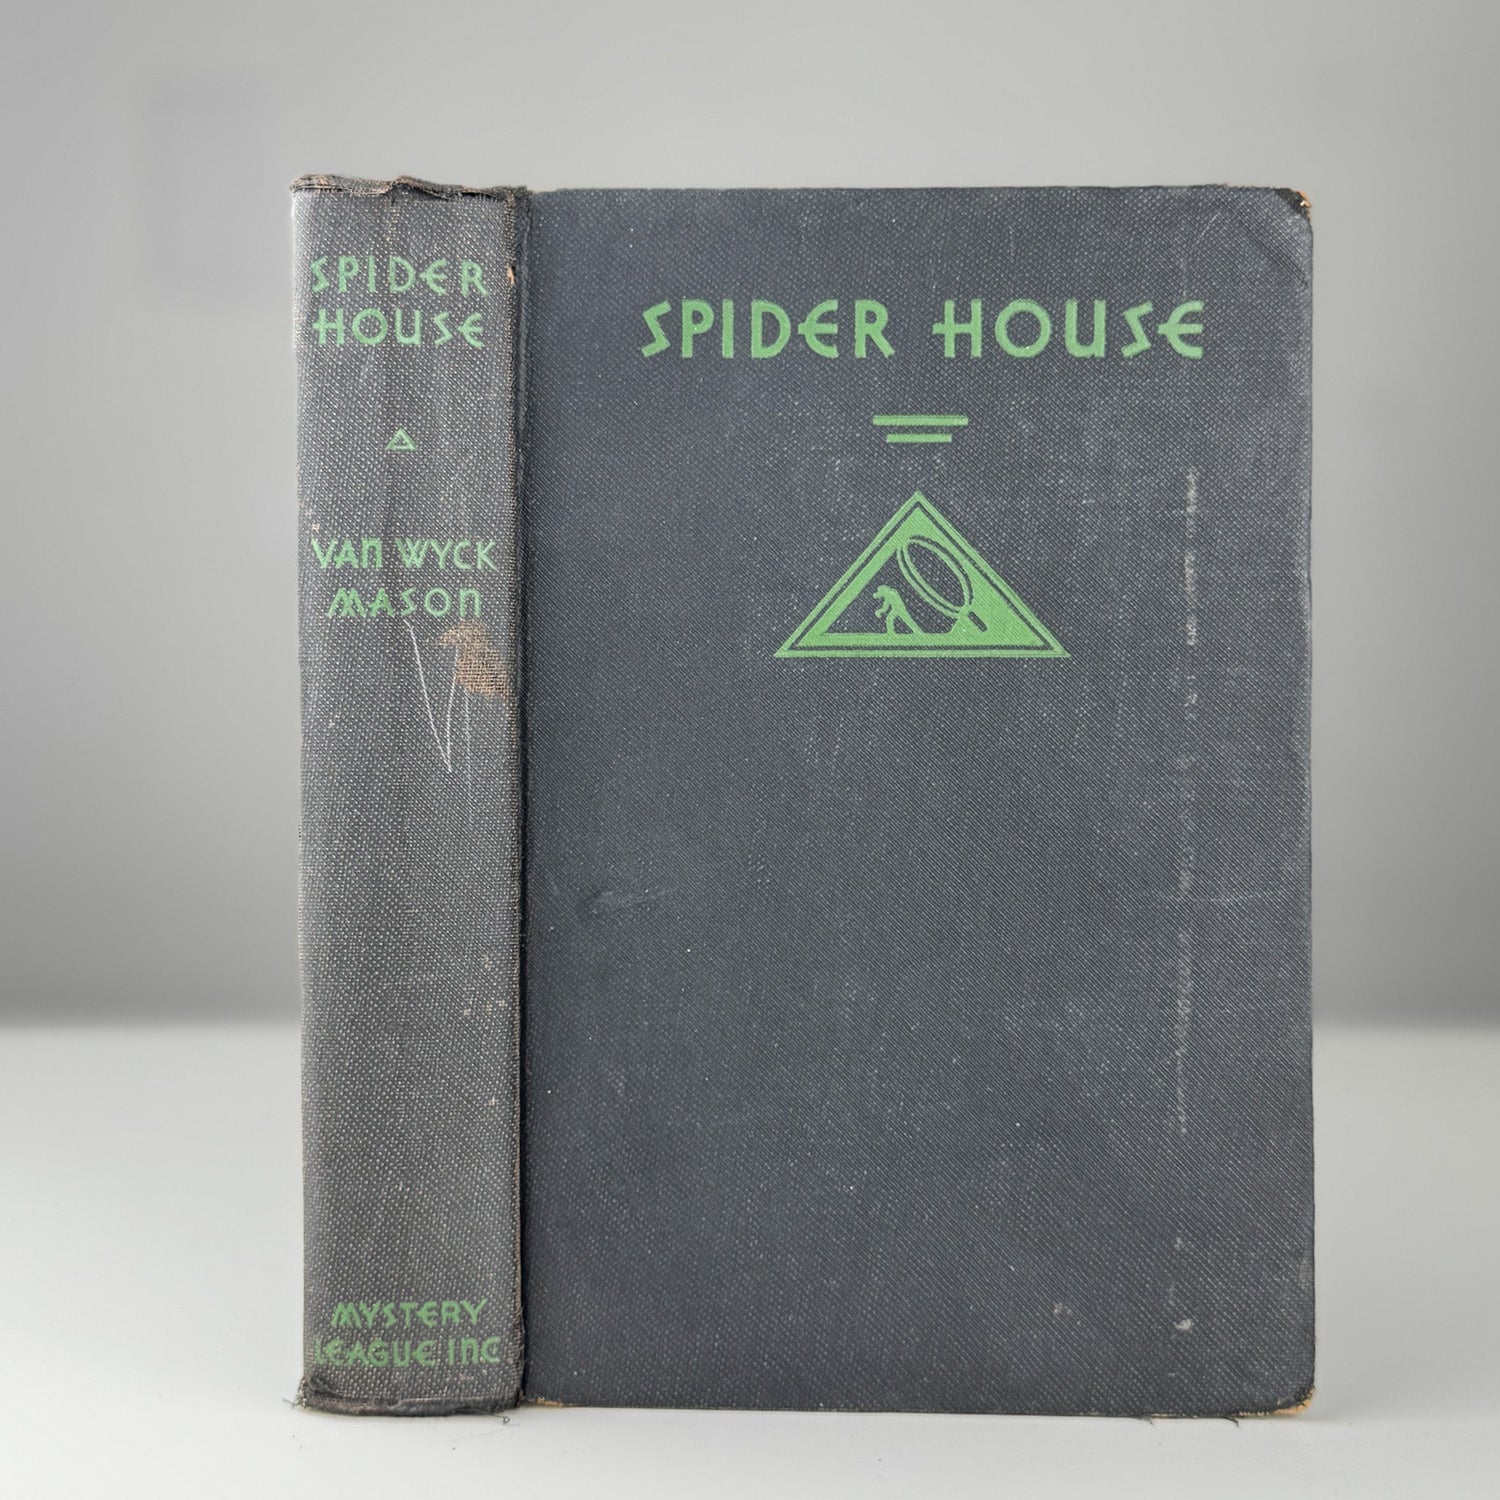 SPIDER
HOUSE
VAN WYCK
MASON
MYSTERY
LEAGUE INC
SPIDER HOUSE